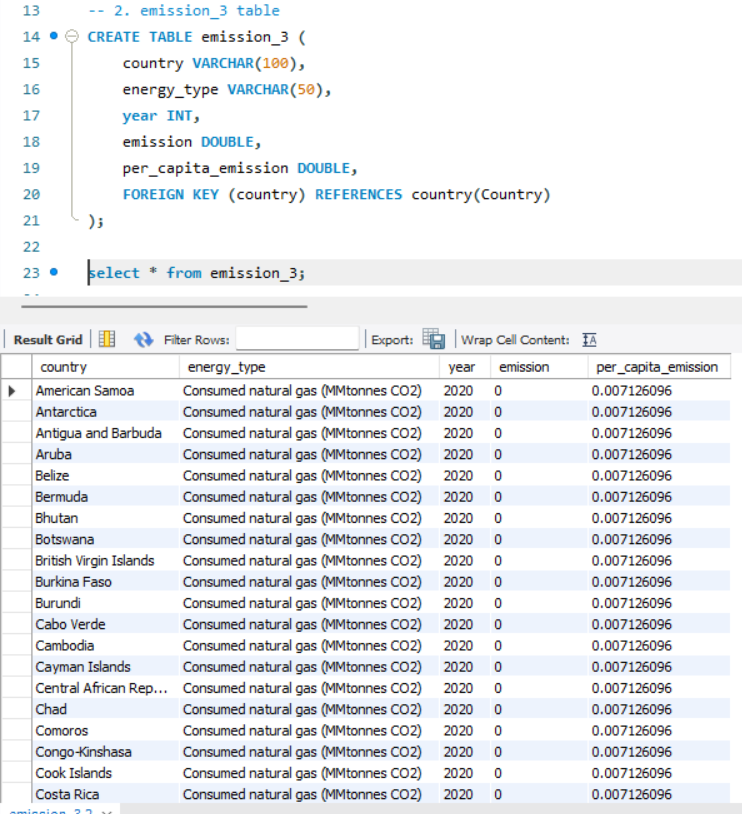 13 -- 2. emission_3 table
14 CREATE TABLE emission_3 (
15 country VARCHAR(100),
16 energy_type VARCHAR(50),
17 year INT,
18 emission DOUBLE,
19 per_capita_emission DOUBLE,
20 FOREIGN KEY (country) REFERENCES country(Country)
21 );
22
23 select * from emission_3;
Result Grid Filter Rows: Export: Wrap Cell Content: IA
country energy_type year emission per_capita_emission
American Samoa Consumed natural gas (MMtonnes CO2) 2020 0 0.007126096
Antarctica Consumed natural gas (MMtonnes CO2) 2020 0 0.007126096
Antigua and Barbuda Consumed natural gas (MMtonnes CO2) 2020 0 0.007126096
Aruba Consumed natural gas (MMtonnes CO2) 2020 0 0.007126096
Belize Consumed natural gas (MMtonnes CO2) 2020 0 0.007126096
Bermuda Consumed natural gas (MMtonnes CO2) 2020 0 0.007126096
Bhutan Consumed natural gas (MMtonnes CO2) 2020 0 0.007126096
Botswana Consumed natural gas (MMtonnes CO2) 2020 0 0.007126096
British Virgin Islands Consumed natural gas (MMtonnes CO2) 2020 0 0.007126096
Burkina Faso Consumed natural gas (MMtonnes CO2) 2020 0 0.007126096
Burundi Consumed natural gas (MMtonnes CO2) 2020 0 0.007126096
Cabo Verde Consumed natural gas (MMtonnes CO2) 2020 0 0.007126096
Cambodia Consumed natural gas (MMtonnes CO2) 2020 0 0.007126096
Cayman Islands Consumed natural gas (MMtonnes CO2) 2020 0 0.007126096
Central African Rep... Consumed natural gas (MMtonnes CO2) 2020 0 0.007126096
Chad Consumed natural gas (MMtonnes CO2) 2020 0 0.007126096
Comoros Consumed natural gas (MMtonnes CO2) 2020 0 0.007126096
Congo-Kinshasa Consumed natural gas (MMtonnes CO2) 2020 0 0.007126096
Cook Islands Consumed natural gas (MMtonnes CO2) 2020 0 0.007126096
Costa Rica Consumed natural gas (MMtonnes CO2) 2020 0 0.007126096